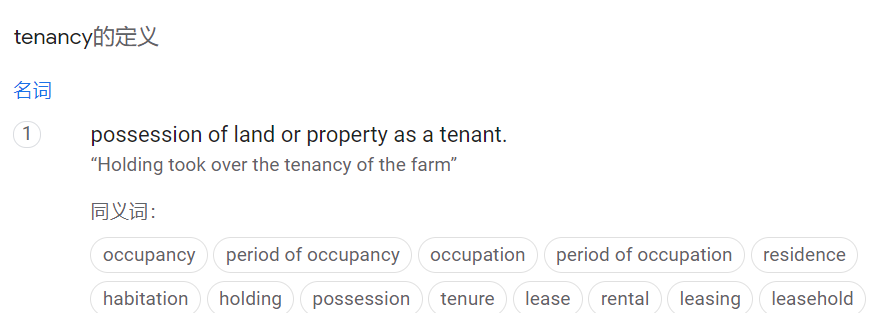 tenancy的定义
名词
1 possession of land or property as a tenant.
“Holding took over the tenancy of the farm”
同义词：
occupancy period of occupancy occupation period of occupation residence
habitation holding possession tenure lease rental leasing leasehold